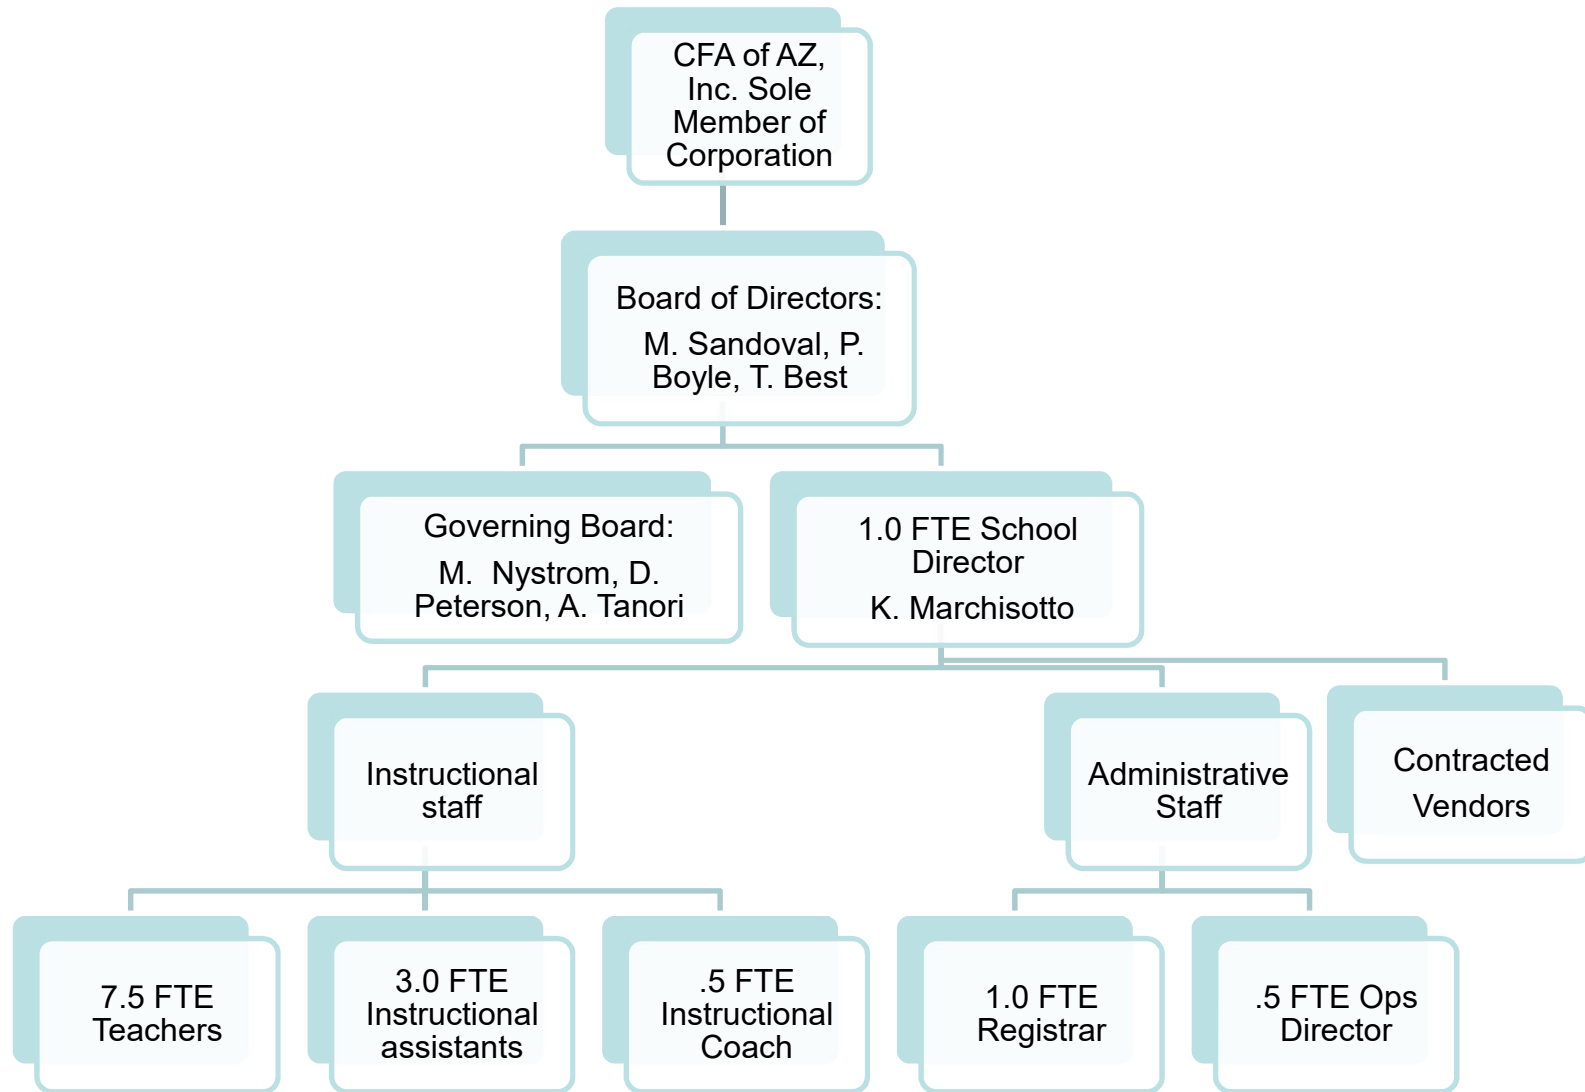 CFA of AZ,
Inc. Sole
Member of
Corporation
Board of Directors:
M. Sandoval, P.
Boyle, T. Best
Governing Board:
M.  Nystrom, D.
Peterson, A. Tanori
1.0 FTE School
Director
K. Marchisotto
Instructional
staff
Administrative
Staff
Contracted
Vendors
7.5 FTE
Teachers
3.0 FTE
Instructional
assistants
.5 FTE
Instructional
Coach
1.0 FTE
Registrar
.5 FTE Ops
Director